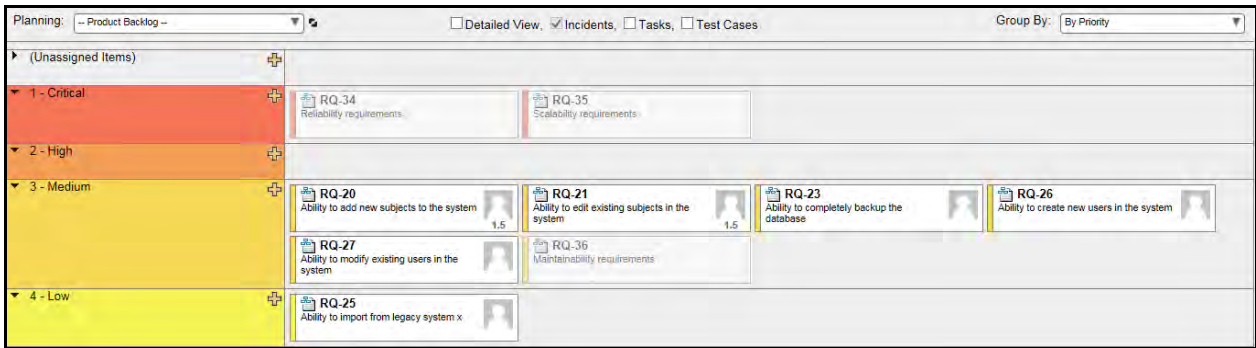 Planning: -- Product Backlog -- Detailed View, Incidents, Tasks, Test Cases Group By: By Priority
(Unassigned Items)
1 - Critical
RQ-34 RQ-35
Reliability requirements Scalability requirements
2 - High
3 - Medium
RQ-20 RQ-21 RQ-23 RQ-26
Ability to add new subjects to the system Ability to edit existing subjects in the Ability to completely backup the Ability to create new users in the system
system database
1.5 1.5
RQ-27 RQ-36
Ability to modify existing users in the Maintainability requirements
system
4 - Low
RQ-25
Ability to import from legacy system x